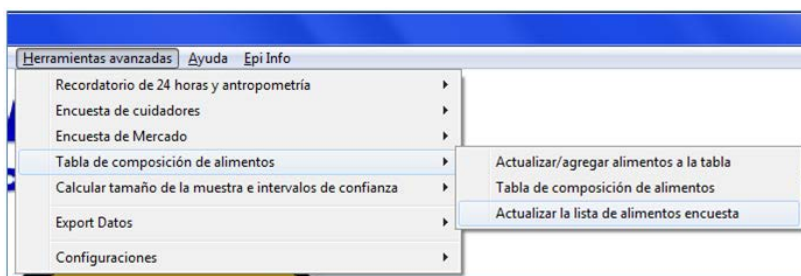 Herramientas avanzadas Ayuda Epi Info
Recordatorio de 24 horas y antropometría
Encuesta de cuidadores
Encuesta de Mercado
Tabla de composición de alimentos
Actualizar/agregar alimentos a la tabla
Calcular tamaño de la muestra e intervalos de confianza
Tabla de composición de alimentos
Actualizar la lista de alimentos encuesta
Export Datos
Configuraciones